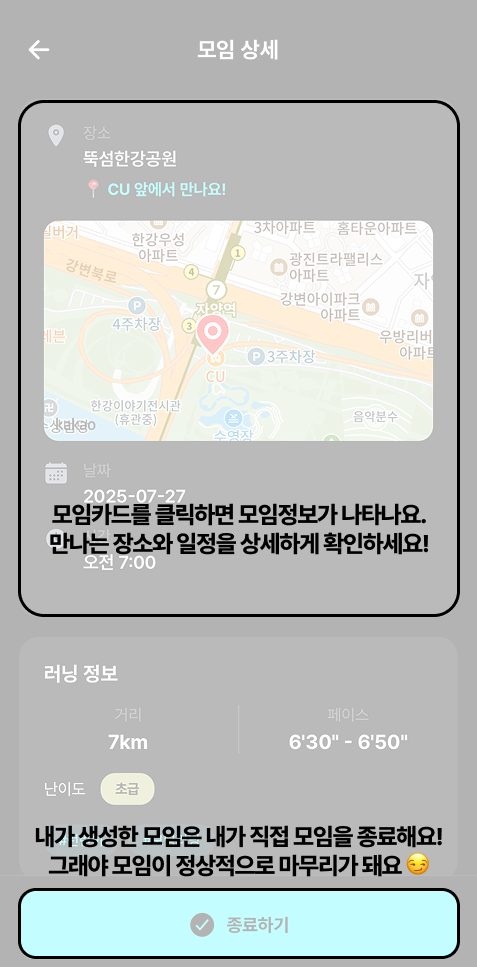 모임 상세
장소
뚝섬한강공원
📍 CU 앞에서 만나요!
밀버거
한강우성
아파트
3차아파트
홈타운아파트
1
광진트라팰리스
아파트
강변북로
4
7
자양역
강변아이파크
아파트
P
4주차장
3
우방리버
아파트
P 3주차장
CU
한강이야기전시관
(휴관중)
음악분수
수영장
kakao
날짜
2025-07-27
모임카드를 클릭하면 모임정보가 나타나요.
만나는 장소와 일정을 상세하게 확인하세요!
오전 7:00
러닝 정보
거리
페이스
7km
6'30" - 6'50"
난이도
초급
내가 생성한 모임은 내가 직접 모임을 종료해요!
그래야 모임이 정상적으로 마무리가 돼요 😏
종료하기